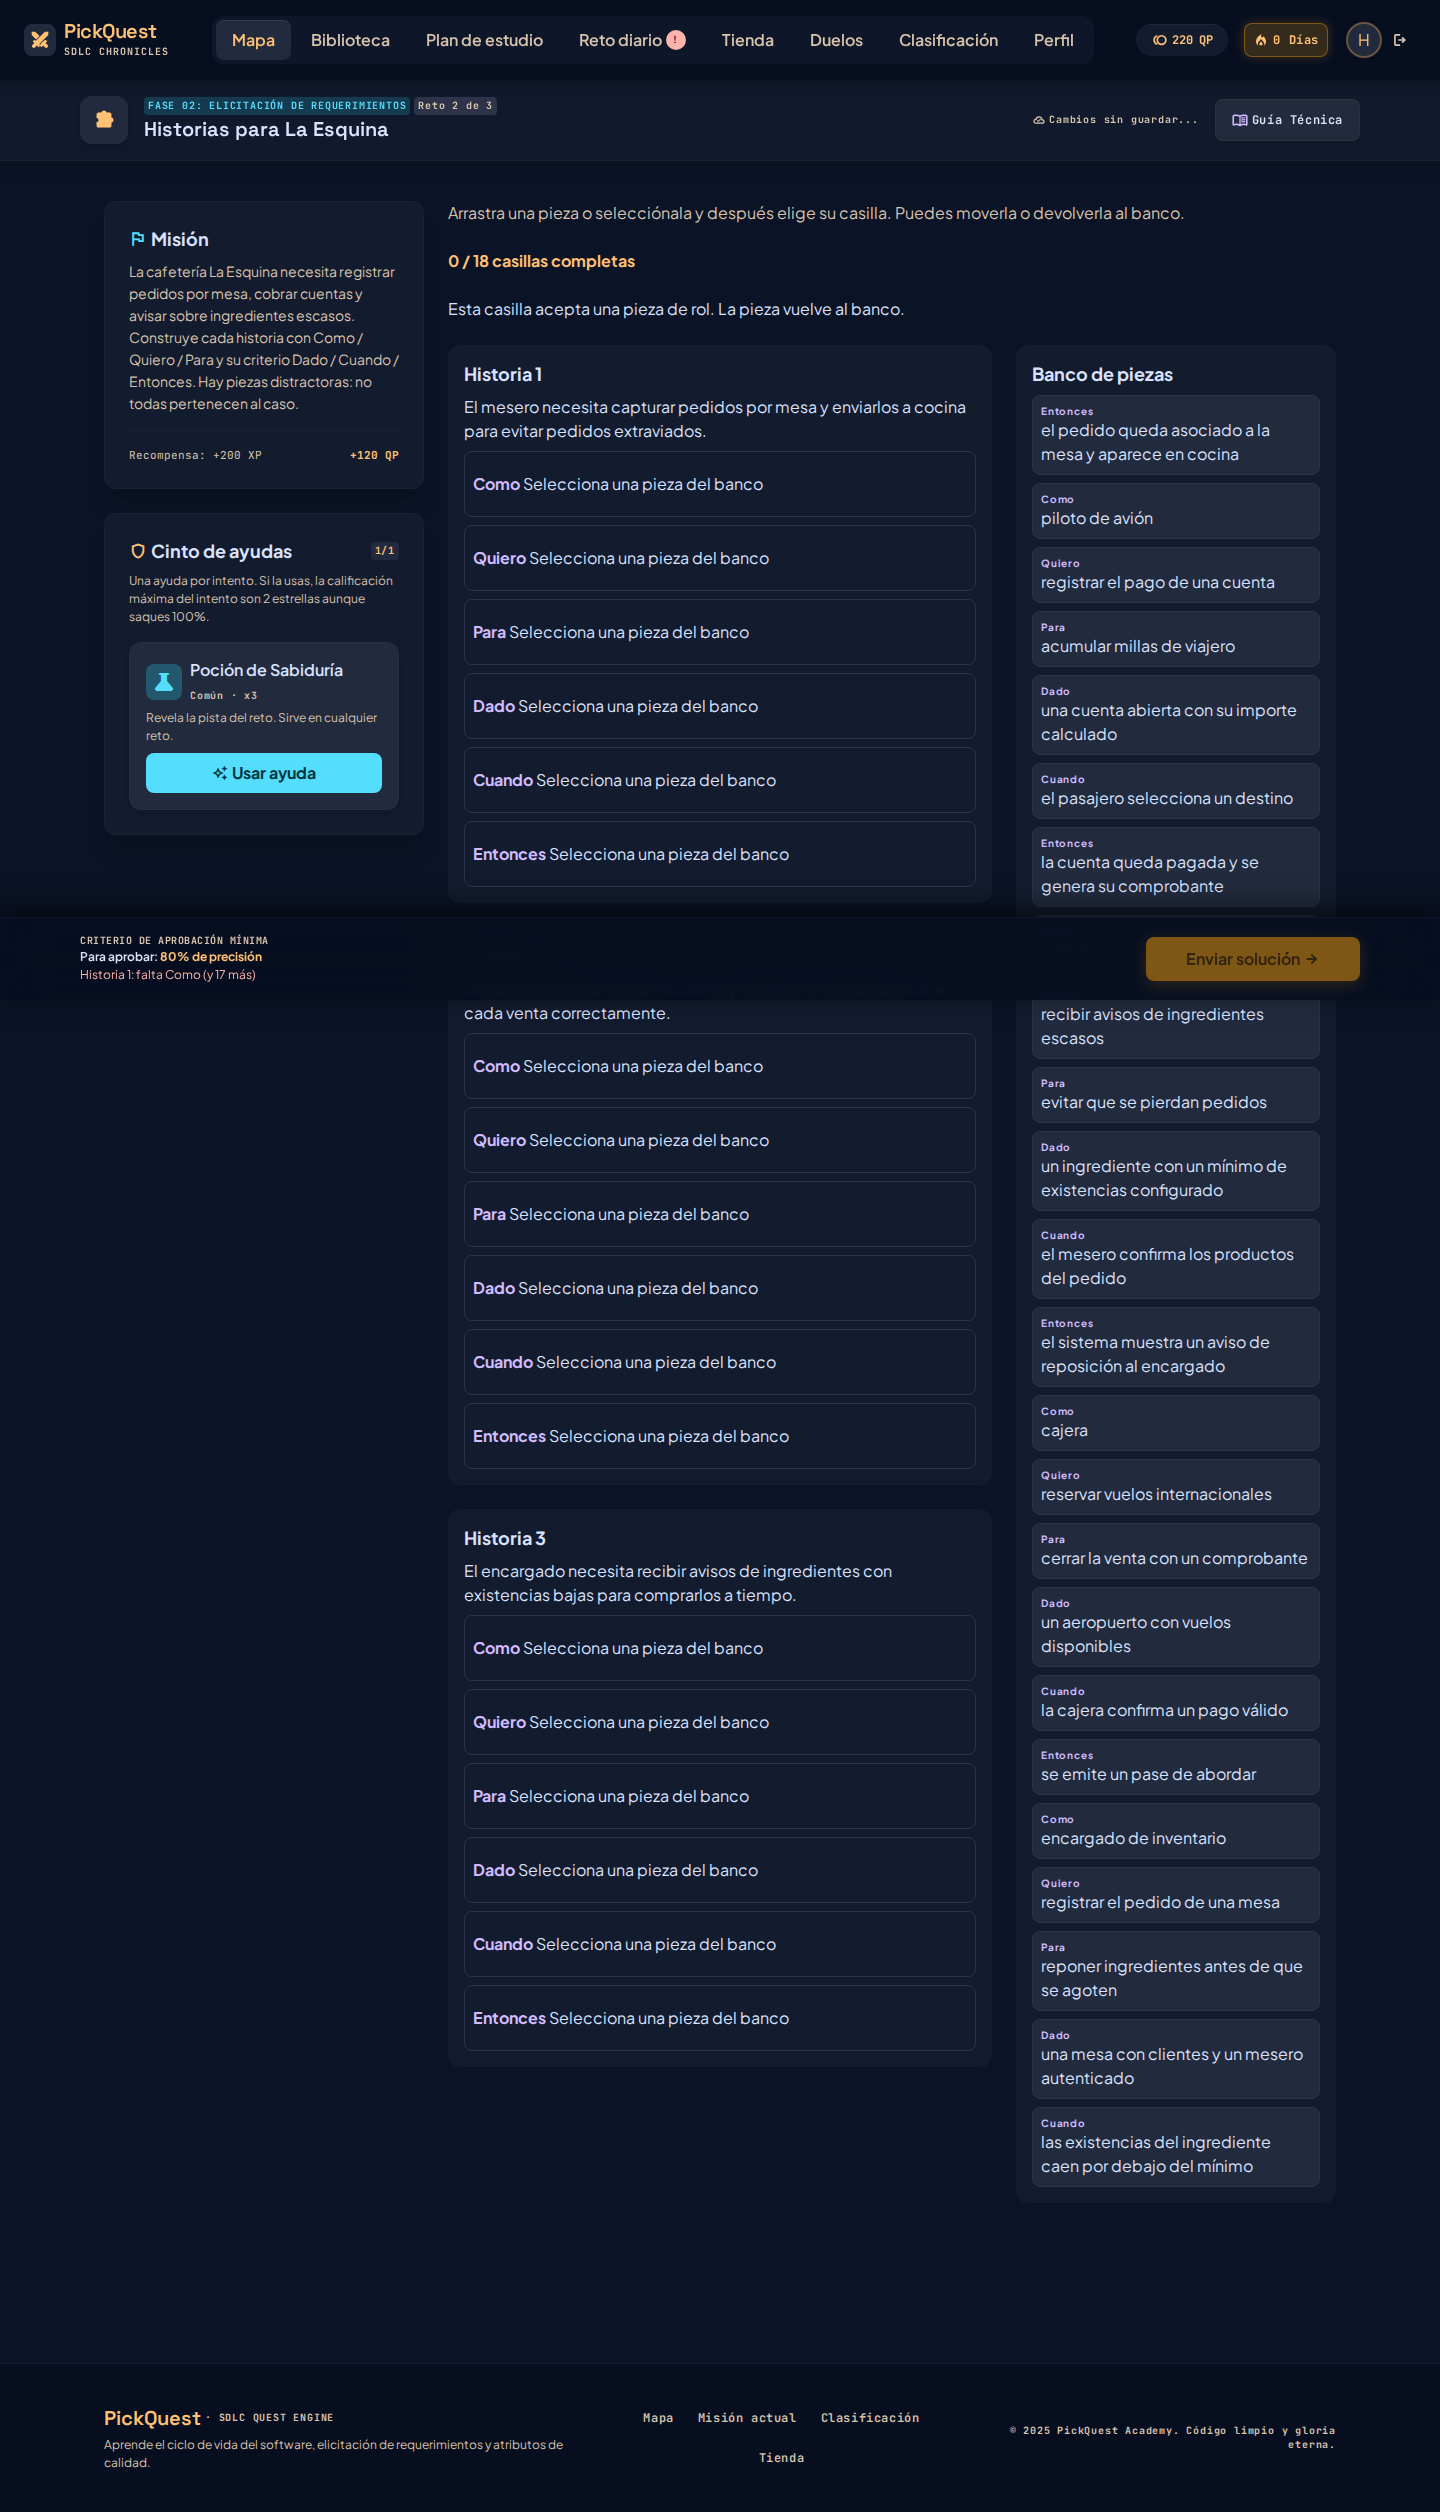 PickQuest
SDLC CHRONICLES
Mapa
Biblioteca
Plan de estudio
Reto diario !
Tienda
Duelos
Clasificación
Perfil
220 QP
0 Días
H
FASE 02: ELICITACIÓN DE REQUERIMIENTOS
Reto 2 de 3
Historias para La Esquina
Cambios sin guardar...
Guía Técnica
Misión
La cafetería La Esquina necesita registrar
pedidos por mesa, cobrar cuentas y
avisar sobre ingredientes escasos.
Construye cada historia con Como /
Quiero / Para y su criterio Dado / Cuando /
Entonces. Hay piezas distractoras: no
todas pertenecen al caso.
Recompensa: +200 XP
+120 QP
Cinto de ayudas
1/1
Una ayuda por intento. Si la usas, la calificación
máxima del intento son 2 estrellas aunque
saques 100%.
Poción de Sabiduría
Común · x3
Revela la pista del reto. Sirve en cualquier
reto.
Usar ayuda
Arrastra una pieza o selecciónala y después elige su casilla. Puedes moverla o devolverla al banco.
0 / 18 casillas completas
Esta casilla acepta una pieza de rol. La pieza vuelve al banco.
Historia 1
El mesero necesita capturar pedidos por mesa y enviarlos a cocina
para evitar pedidos extraviados.
Como Selecciona una pieza del banco
Quiero Selecciona una pieza del banco
Para Selecciona una pieza del banco
Dado Selecciona una pieza del banco
Cuando Selecciona una pieza del banco
Entonces Selecciona una pieza del banco
cada venta correctamente.
Como Selecciona una pieza del banco
Quiero Selecciona una pieza del banco
Para Selecciona una pieza del banco
Dado Selecciona una pieza del banco
Cuando Selecciona una pieza del banco
Entonces Selecciona una pieza del banco
Historia 3
El encargado necesita recibir avisos de ingredientes con
existencias bajas para comprarlos a tiempo.
Como Selecciona una pieza del banco
Quiero Selecciona una pieza del banco
Para Selecciona una pieza del banco
Dado Selecciona una pieza del banco
Cuando Selecciona una pieza del banco
Entonces Selecciona una pieza del banco
Banco de piezas
Entonces
el pedido queda asociado a la
mesa y aparece en cocina
Como
piloto de avión
Quiero
registrar el pago de una cuenta
Para
acumular millas de viajero
Dado
una cuenta abierta con su importe
calculado
Cuando
el pasajero selecciona un destino
Entonces
la cuenta queda pagada y se
genera su comprobante
recibir avisos de ingredientes
escasos
Para
evitar que se pierdan pedidos
Dado
un ingrediente con un mínimo de
existencias configurado
Cuando
el mesero confirma los productos
del pedido
Entonces
el sistema muestra un aviso de
reposición al encargado
Como
cajera
Quiero
reservar vuelos internacionales
Para
cerrar la venta con un comprobante
Dado
un aeropuerto con vuelos
disponibles
Cuando
la cajera confirma un pago válido
Entonces
se emite un pase de abordar
Como
encargado de inventario
Quiero
registrar el pedido de una mesa
Para
reponer ingredientes antes de que
se agoten
Dado
una mesa con clientes y un mesero
autenticado
Cuando
las existencias del ingrediente
caen por debajo del mínimo
CRITERIO DE APROBACIÓN MÍNIMA
Para aprobar: 80% de precisión
Historia 1: falta Como (y 17 más)
Enviar solución
PickQuest · SDLC QUEST ENGINE
Aprende el ciclo de vida del software, elicitación de requerimientos y atributos de
calidad.
Mapa
Misión actual
Clasificación
Tienda
© 2025 PickQuest Academy. Código limpio y gloria
eterna.